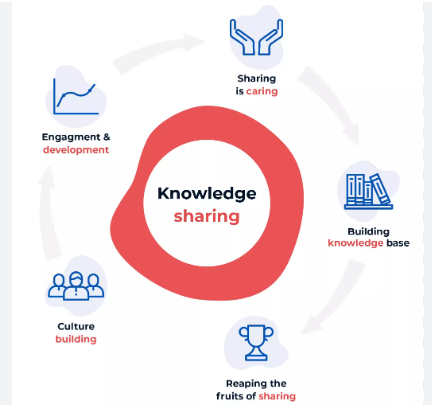 Sharing
is caring
Engagment &
development
Knowledge
sharing
Building
knowledge base
Culture
building
Reaping the
fruits of sharing